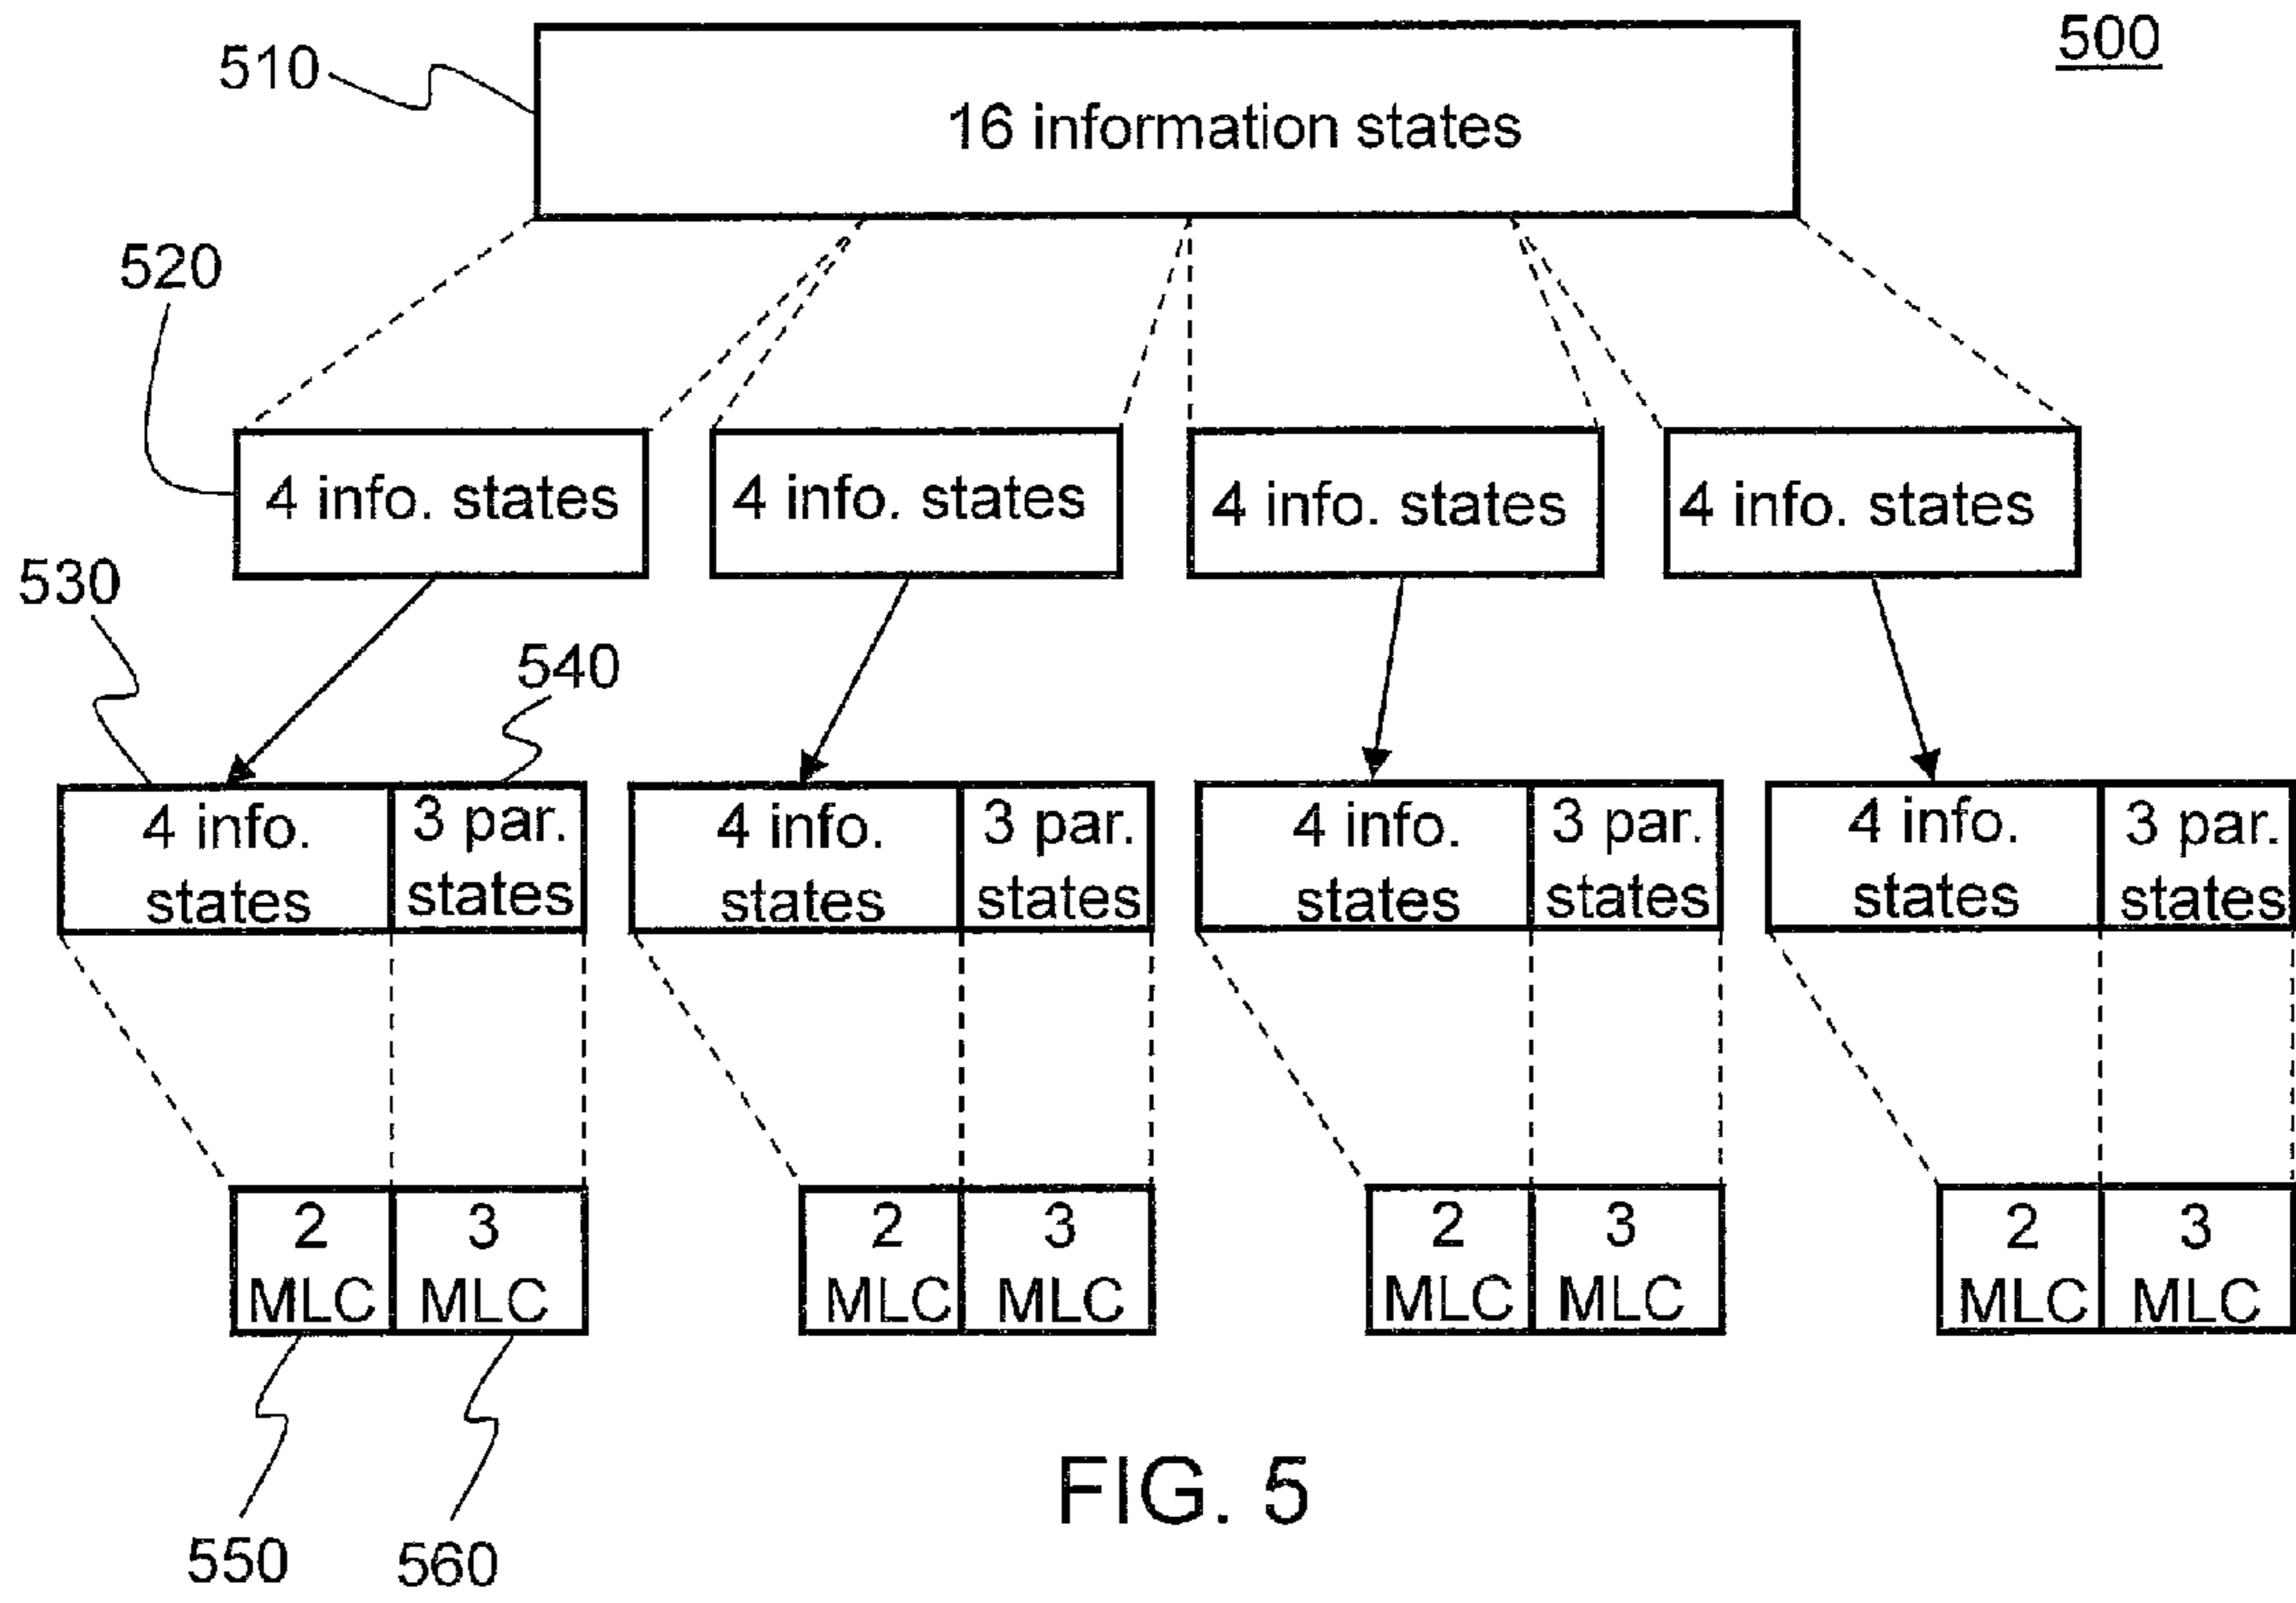 500
510
16 information states
520
4 info. states
4 info. states
4 info. states
4 info. states
530
540
4 info.
states
3 par.
states
4 info.
states
3 par.
states
4 info.
states
3 par.
states
4 info.
states
3 par.
states
2
MLC
3
MLC
2
MLC
3
MLC
2
MLC
3
MLC
2
MLC
3
MLC
550
560
FIG. 5